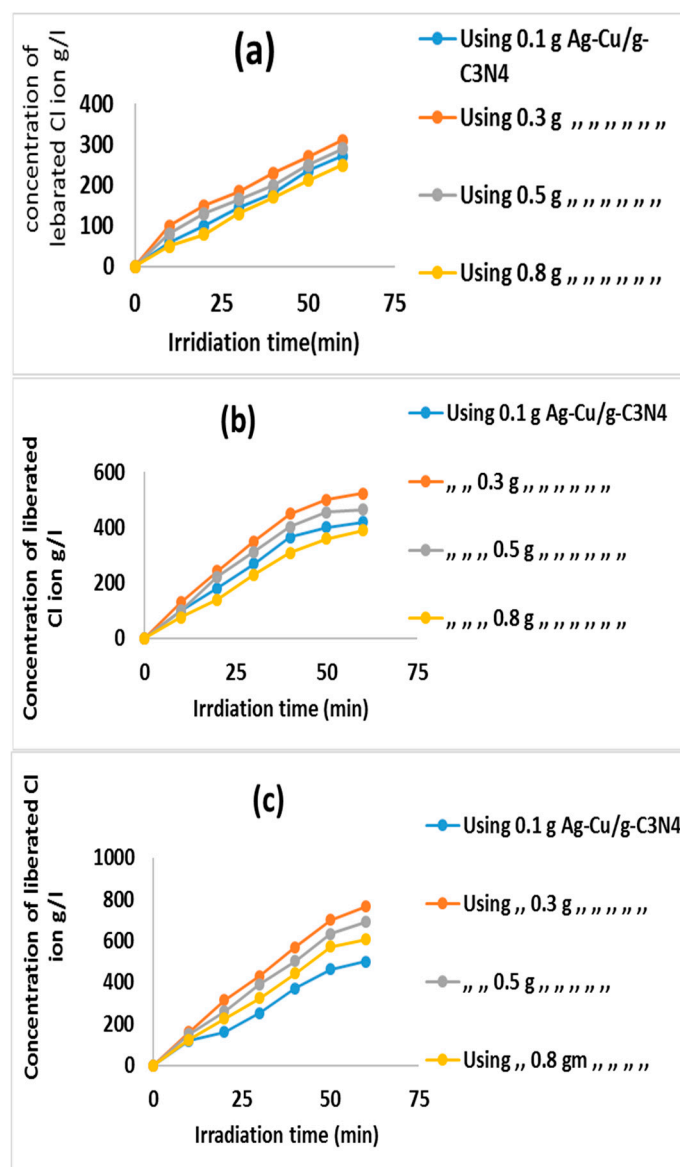 (a)
concentration of
lebarated Cl ion g/l
400
300
200
100
0
0 25 50 75
Irridiation time(min)
Using 0.1 g Ag-Cu/g-
C3N4
Using 0.3 g ,, ,, ,, ,, ,, ,,
Using 0.5 g ,, ,, ,, ,, ,, ,,
Using 0.8 g ,, ,, ,, ,, ,, ,,
(b)
Concentration of liberated
Cl ion g/l
600
400
200
0
0 25 50 75
Irrdiation time (min)
Using 0.1 g Ag-Cu/g-C3N4
,, ,, 0.3 g ,, ,, ,, ,, ,, ,,
,, ,, ,, 0.5 g ,, ,, ,, ,, ,, ,,
,, ,, ,, 0.8 g ,, ,, ,, ,, ,, ,,
(c)
Concentration of liberated Cl
ion g/l
1000
800
600
400
200
0
0 25 50 75
Irradiation time (min)
Using 0.1 g Ag-Cu/g-C3N4
Using ,, 0.3 g ,, ,, ,, ,, ,,
,, ,, 0.5 g ,, ,, ,, ,, ,,
Using ,, 0.8 gm ,, ,, ,, ,,